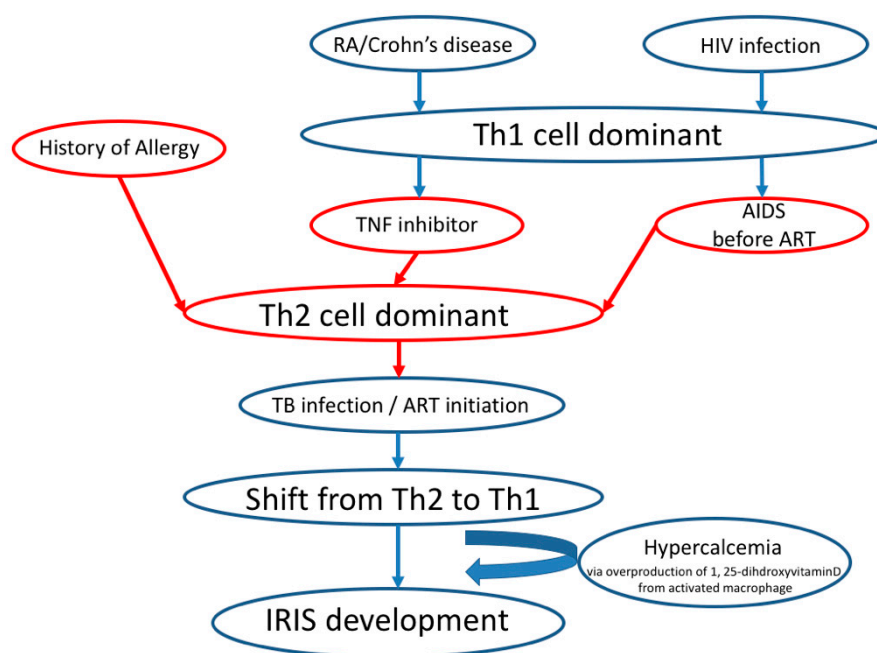 RA/Crohn's disease
HIV infection
Th1 cell dominant
History of Allergy
TNF inhibitor
AIDS
before ART
Th2 cell dominant
TB infection / ART initiation
Shift from Th2 to Th1
Hypercalcemia
via overproduction of 1, 25-dihdroxyvitaminD
from activated macrophage
IRIS development